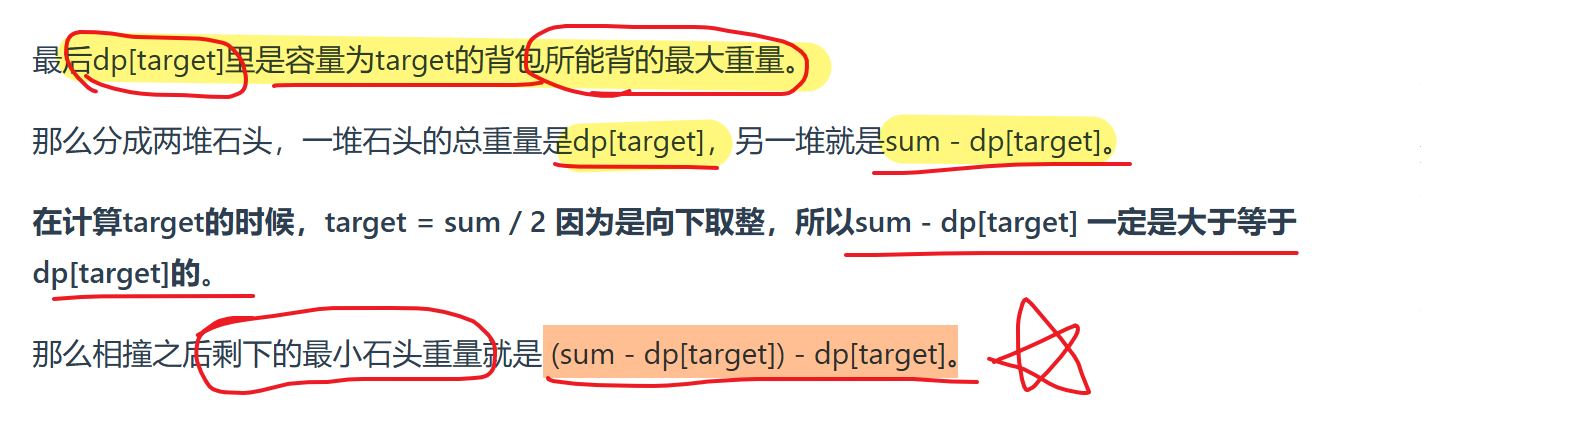 最后dp[target]里是容量为target的背包所能背的最大重量。
那么分成两堆石头，一堆石头的总重量是dp[target]，另一堆就是sum - dp[target]。
在计算target的时候，target = sum / 2 因为是向下取整，所以sum - dp[target] 一定是大于等于
dp[target]的。
那么相撞之后剩下的最小石头重量就是 (sum - dp[target]) - dp[target]。